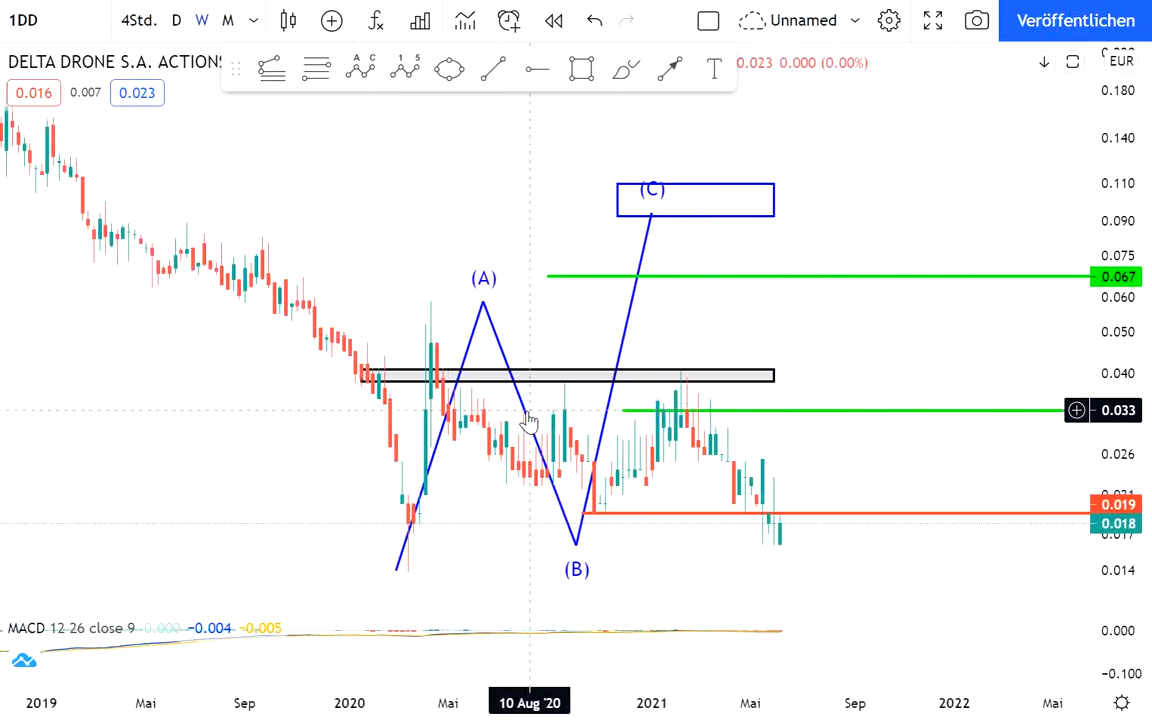 1DD 4Std. D W M Unnamed Veröffentlichen
DELTA DRONE S.A. ACTIONS 0.023 0.000 (0.00%) EUR
0.016 0.007 0.023
0.180
0.140
0.110
(C)
0.090
0.075
(A)
0.067
0.060
0.050
0.040
0.033
0.026
0.019
0.018
(B)
0.014
MACD 12 26 close 9 0.000 −0.004 −0.005
0.000
−0.100
2019 Mai Sep 2020 Mai 10 Aug '20 2021 Mai Sep 2022 Mai